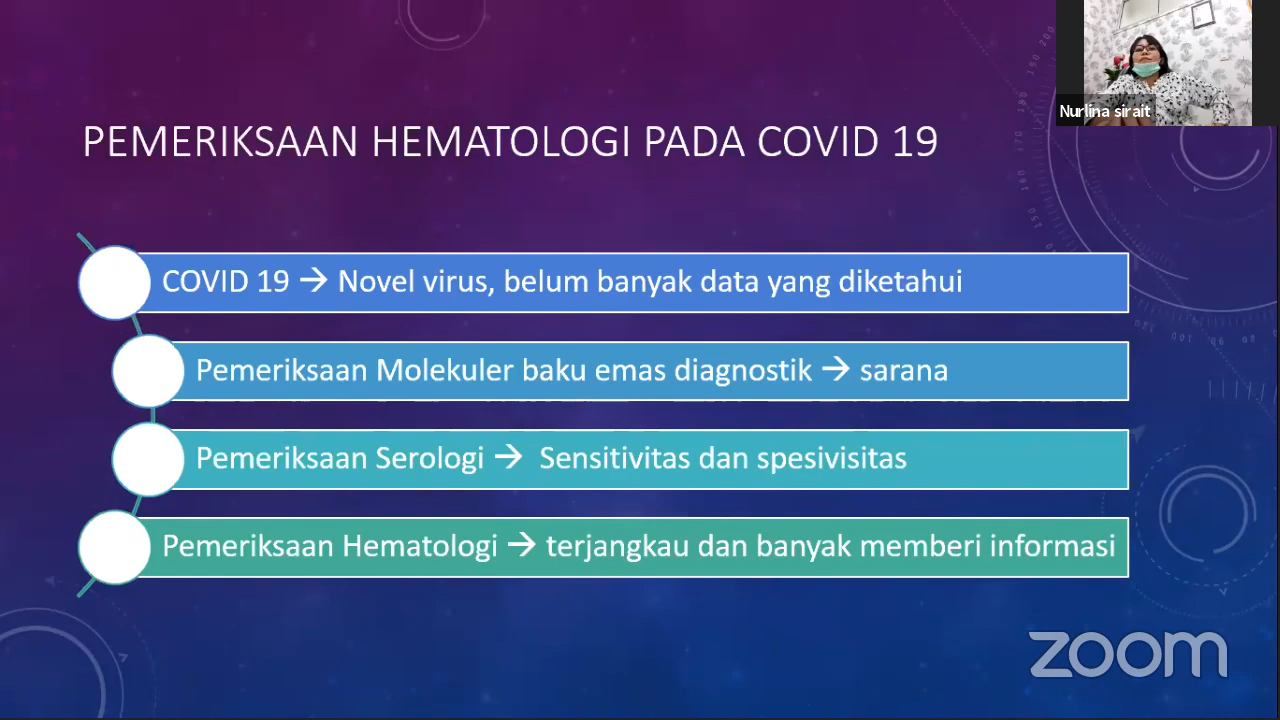 Nurlina sirait
PEMERIKSAAN HEMATOLOGI PADA COVID 19
COVID 19 → Novel virus, belum banyak data yang diketahui
Pemeriksaan Molekuler baku emas diagnostik → sarana
Pemeriksaan Serologi → Sensitivitas dan spesivisitas
Pemeriksaan Hematologi → terjangkau dan banyak memberi informasi
zoom